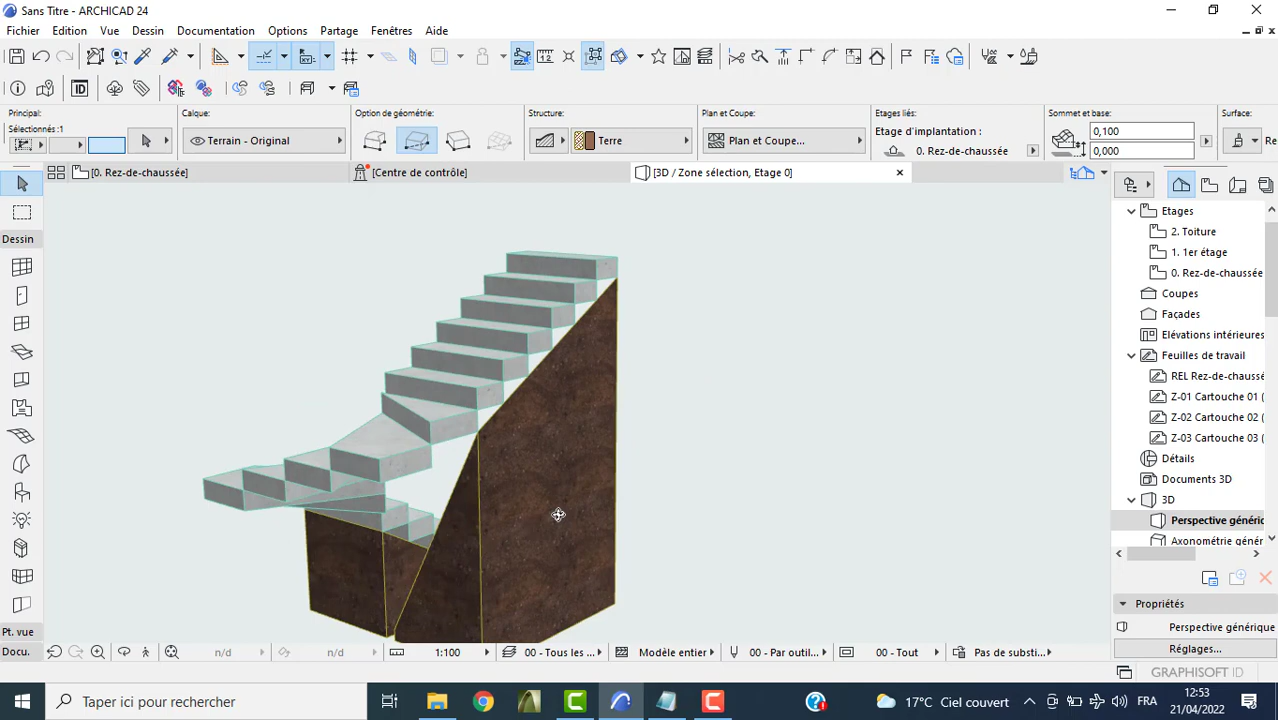 Sans Titre - ARCHICAD 24
Fichier Edition Vue Dessin Documentation Options Partage Fenêtres Aide
Principal: Calque: Option de géométrie: Structure: Plan et Coupe: Etages liés: Sommet et base: Surface:
Sélectionnés :1
Terrain - Original
Terre
Plan et Coupe...
Etage d'implantation :
0. Rez-de-chaussée
0,100
0,000
Re
[0. Rez-de-chaussée]
[Centre de contrôle]
[3D / Zone sélection, Etage 0]
Dessin
Pt. vue
Docu.
Etages
2. Toiture
1. 1er étage
0. Rez-de-chaussée
Coupes
Façades
Elévations intérieures
Feuilles de travail
REL Rez-de-chaussé
Z-01 Cartouche 01 (
Z-02 Cartouche 02 (
Z-03 Cartouche 03 (
Détails
Documents 3D
3D
Perspective génériq
Axonométrie génér
Propriétés
Perspective générique
Réglages...
n/d n/d 1:100 00 - Tous les ... Modèle entier 00 - Par outi... 00 - Tout Pas de substi...
GRAPHISOFT ID
Taper ici pour rechercher
17°C Ciel couvert
FRA
12:53
21/04/2022